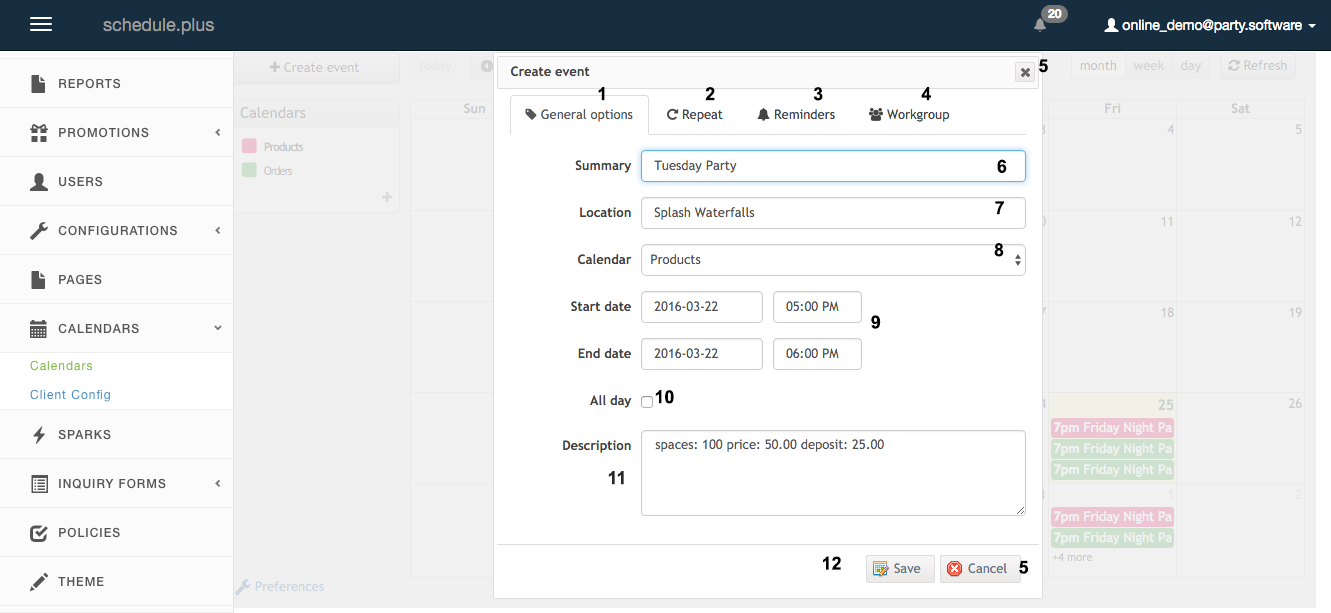 schedule.plus
20
online_demo@party.software
REPORTS
PROMOTIONS
USERS
CONFIGURATIONS
PAGES
CALENDARS
Calendars
Client Config
SPARKS
INQUIRY FORMS
POLICIES
THEME
Create event
Calendars
Products
Orders
Preferences
today
month week day
Refresh
Sun Fri Sat
4 5
11 12
18 19
25 26
7pm Friday Night Pa
7pm Friday Night Pa
7pm Friday Night Pa
1 2
7pm Friday Night Pa
7pm Friday Night Pa
+4 more
Create event 5
1 2 3 4
General options Repeat Reminders Workgroup
Summary Tuesday Party 6
Location Splash Waterfalls 7
Calendar Products 8
Start date 2016-03-22 05:00 PM
9
End date 2016-03-22 06:00 PM
All day 10
Description spaces: 100 price: 50.00 deposit: 25.00
11
12 Save Cancel 5